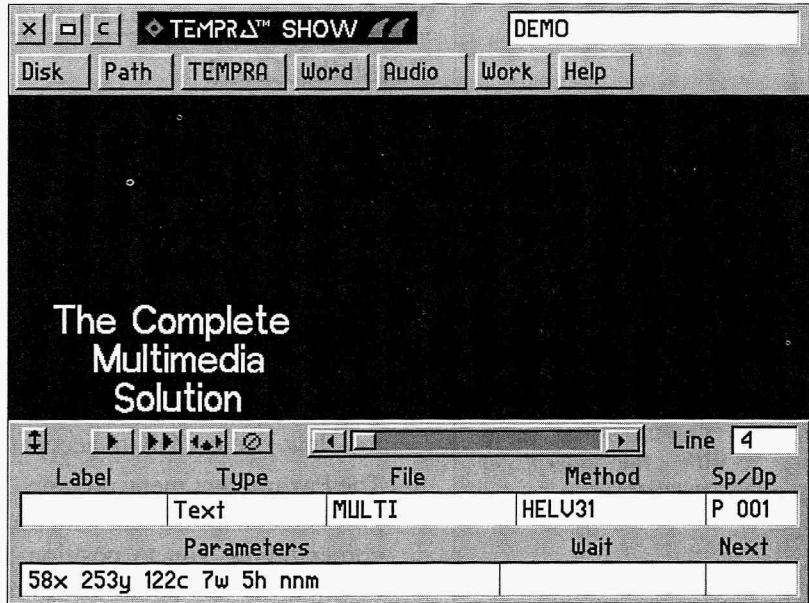 × C TEMPRA™ SHOW DEMO
Disk Path TEMPRA Word Audio Work Help
The Complete
Multimedia
Solution
Line 4
Label Type File Method Sp/Dp
Text MULTI HELV31 P 001
Parameters Wait Next
58x 253y 122c 7w 5h nnm